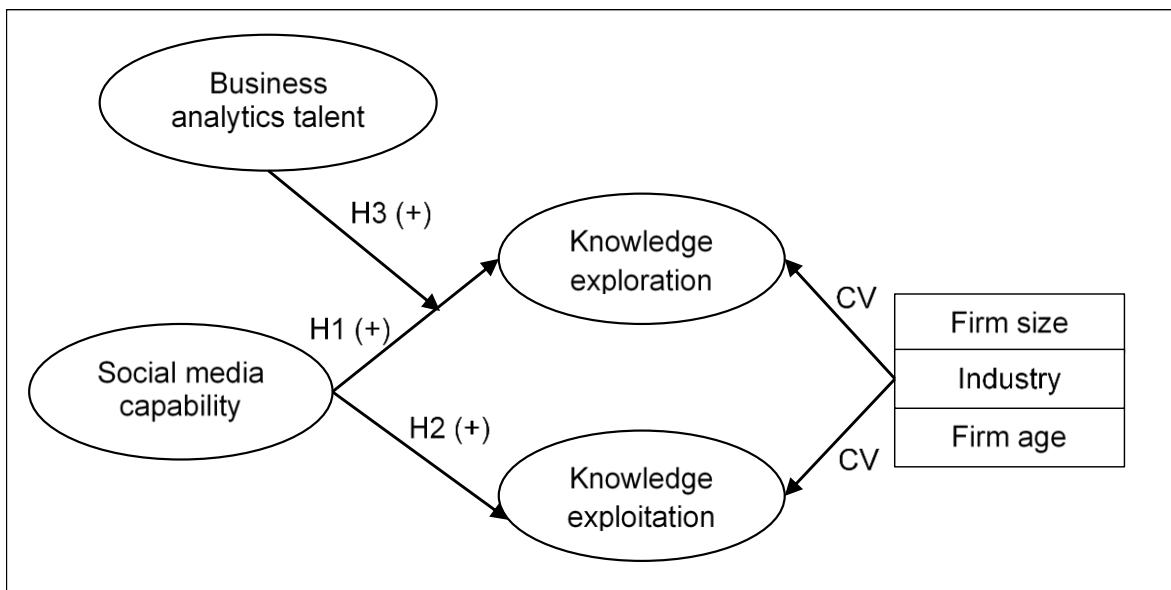 Business
analytics talent
H3 (+)
Knowledge
exploration
CV
Firm size
H1 (+)
Social media
capability
Industry
H2 (+)
Firm age
CV
Knowledge
exploitation